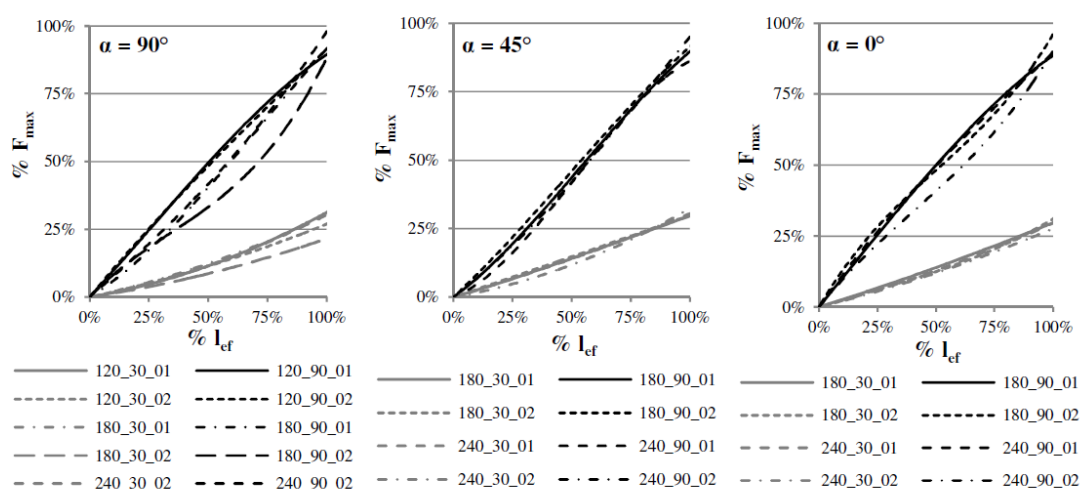 100%
75%
50%
25%
0%
% Fmax
α = 90°
0% 25% 50% 75% 100%
% lef
120_30_01 120_90_01
120_30_02 120_90_02
180_30_01 180_90_01
180_30_02 180_90_02
240_30_02 240_90_02
100%
75%
50%
25%
0%
% Fmax
α = 45°
0% 25% 50% 75% 100%
% lef
180_30_01 180_90_01
180_30_02 180_90_02
240_30_01 240_90_01
240_30_02 240_90_02
100%
75%
50%
25%
0%
% Fmax
α = 0°
0% 25% 50% 75% 100%
% lef
180_30_01 180_90_01
180_30_02 180_90_02
240_30_01 240_90_01
240_30_02 240_90_02